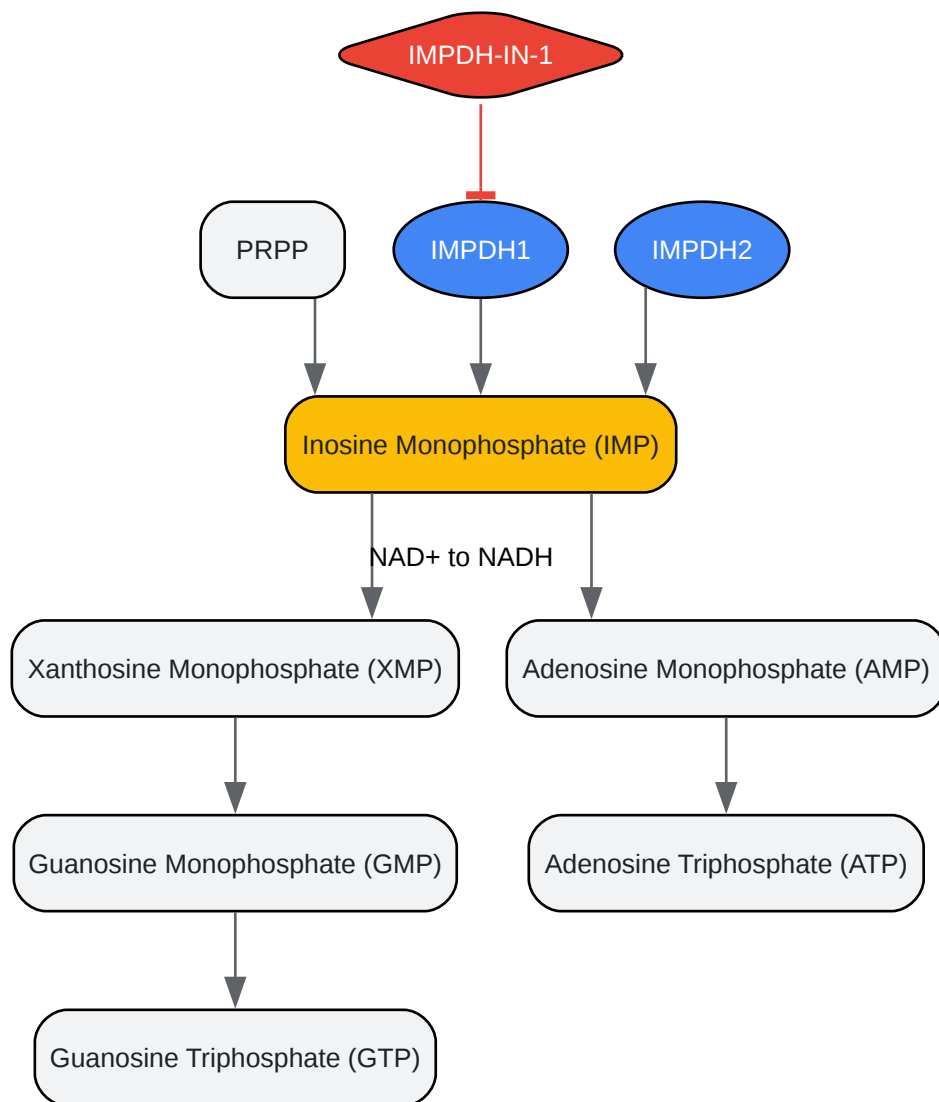 IMPDH-IN-1
PRPP
IMPDH1
IMPDH2
Inosine Monophosphate (IMP)
NAD+ to NADH
Xanthosine Monophosphate (XMP)
Adenosine Monophosphate (AMP)
Guanosine Monophosphate (GMP)
Adenosine Triphosphate (ATP)
Guanosine Triphosphate (GTP)